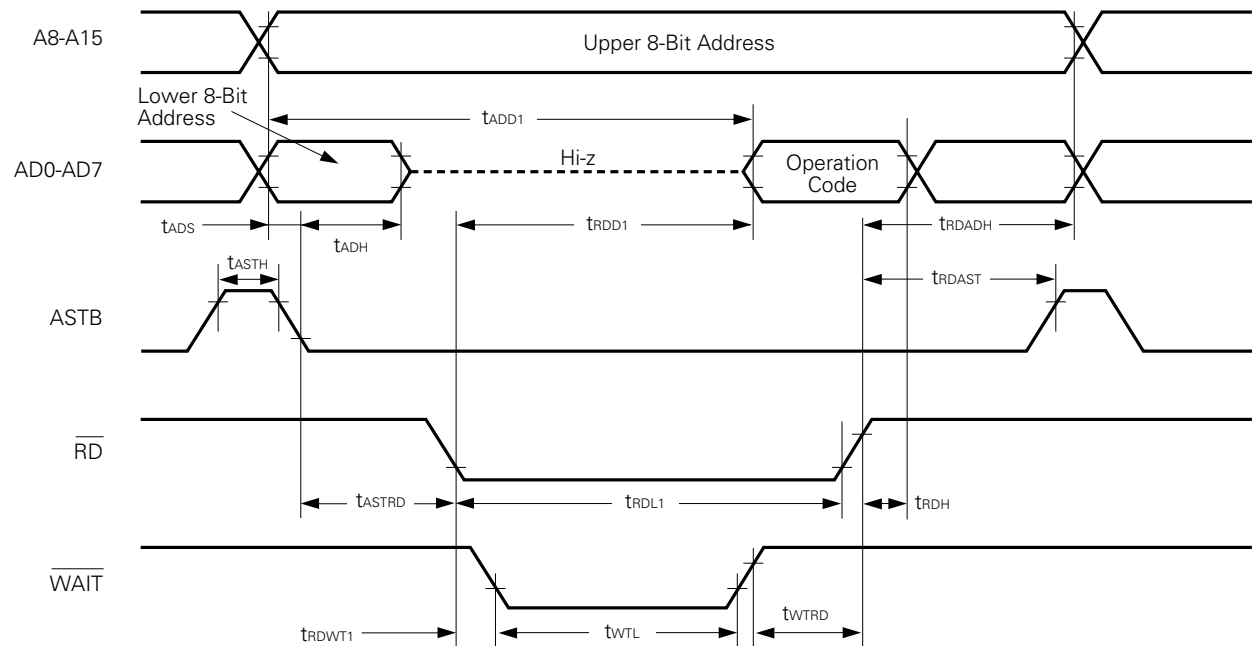 A8-A15
Upper 8-Bit Address
Lower 8-Bit
Address
tADD1
AD0-AD7
Hi-z
Operation
Code
tADS
tADH
tRDD1
tRDADH
tASTH
tRDAST
ASTB
RD
tASTRD
tRDL1
tRDH
WAIT
tRDWT1
tWTL
tWTRD